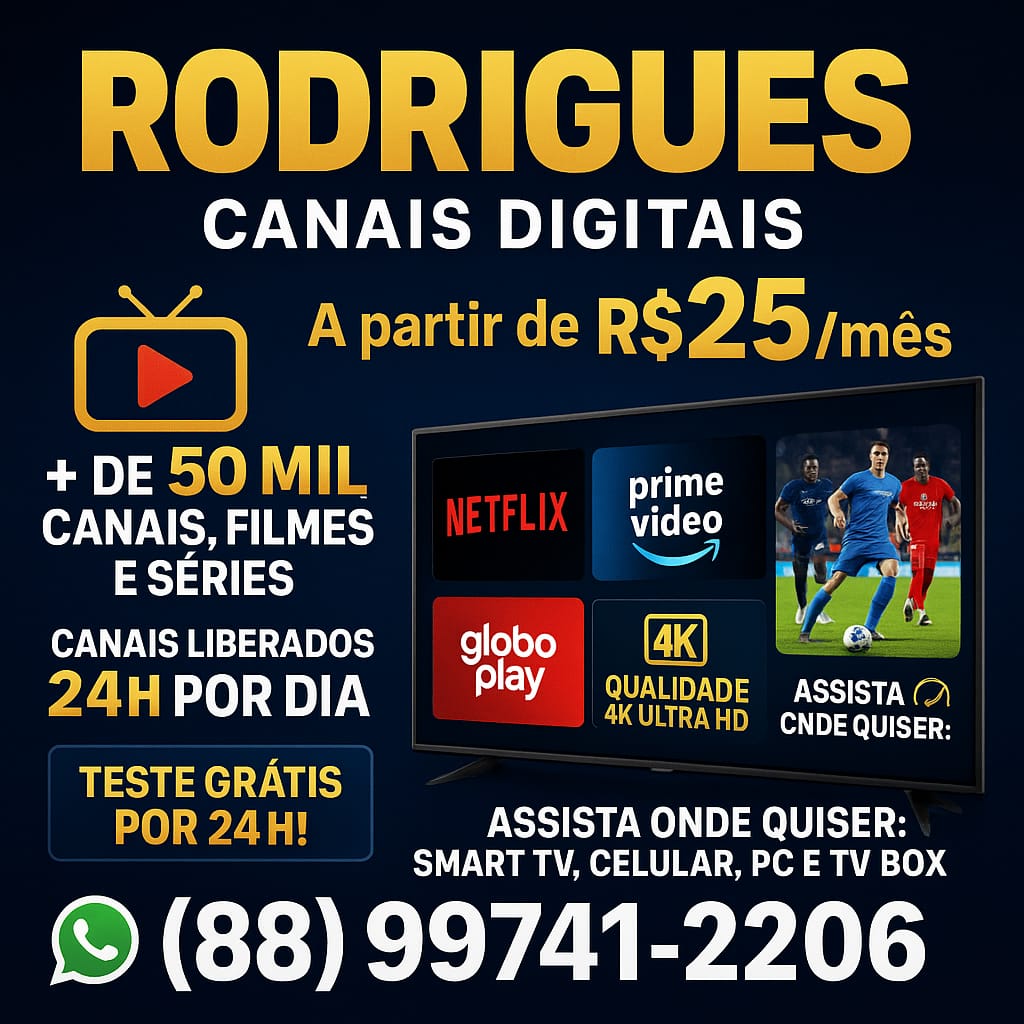 RODRIGUES
CANAIS DIGITAIS
A partir de R$25/mês
+ DE 50 MIL
CANAIS, FILMES
E SÉRIES
CANAIS LIBERADOS
24H POR DIA
TESTE GRÁTIS
POR 24 H!
NETFLIX
prime
video
globo
play
4K
QUALIDADE
4K ULTRA HD
ASSISTA
CNDE QUISER:
ASSISTA ONDE QUISER:
SMART TV, CELULAR, PC E TV BOX
(88) 99741-2206